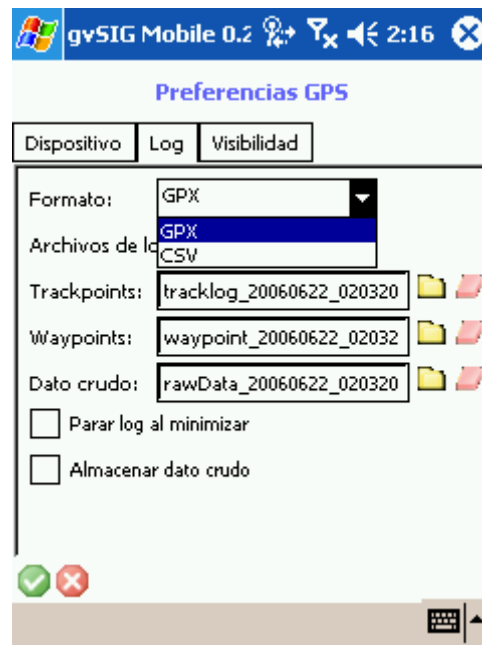 gvSIG Mobile 0.2 2:16
Preferencias GPS
Dispositivo Log Visibilidad
Formato: GPX
GPX
Archivos de lo
CSV
Trackpoints: tracklog_20060622_020320
Waypoints: waypoint_20060622_02032
Dato crudo: rawData_20060622_020320
Parar log al minimizar
Almacenar dato crudo